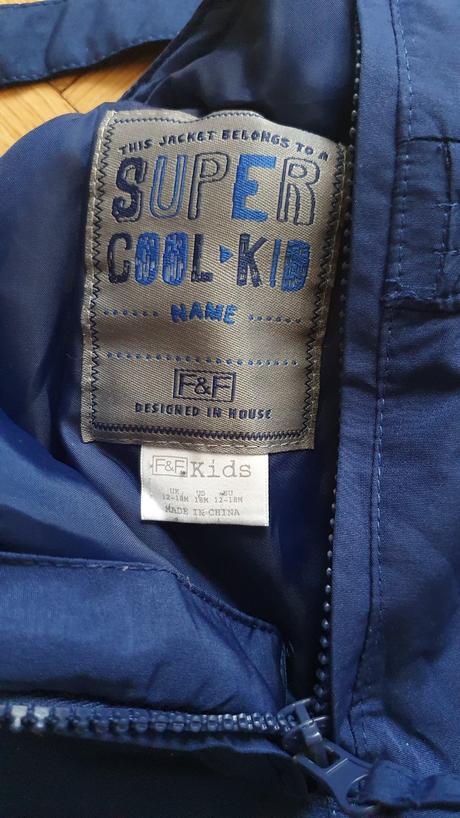 THIS JACKET BELONGS TO A
SUPER
COOL KID
NAME
F&F
DESIGNED IN HOUSE
F&F Kids
UK US EU
12-18M 18M 12-18M
MADE IN CHINA